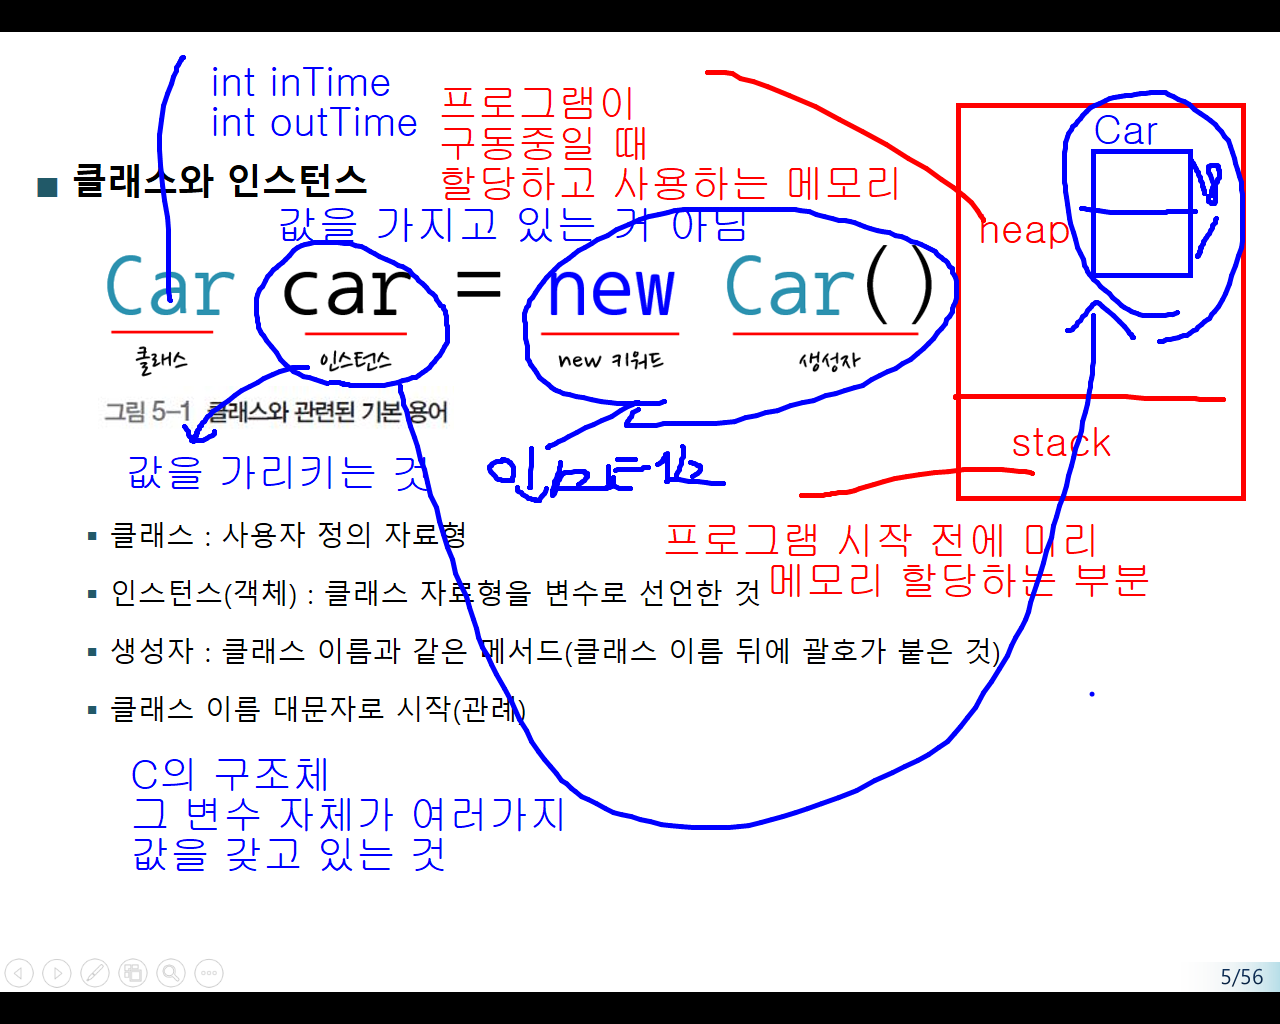 int inTime
int outTime
프로그램이
구동중일 때
할당하고 사용하는 메모리
클래스와 인스턴스
값을 가지고 있는 거 아님
Car
heap
Car car = new Car()
클래스 인스턴스 new 키워드 생성자
그림 5-1 클래스와 관련된 기본 용어
stack
값을 가리키는 것
프로그램 시작 전에 미리
메모리 할당하는 부분
클래스 : 사용자 정의 자료형
인스턴스(객체) : 클래스 자료형을 변수로 선언한 것
생성자 : 클래스 이름과 같은 메서드(클래스 이름 뒤에 괄호가 붙은 것)
클래스 이름 대문자로 시작(관례)
C의 구조체
그 변수 자체가 여러가지
값을 갖고 있는 것
5/56